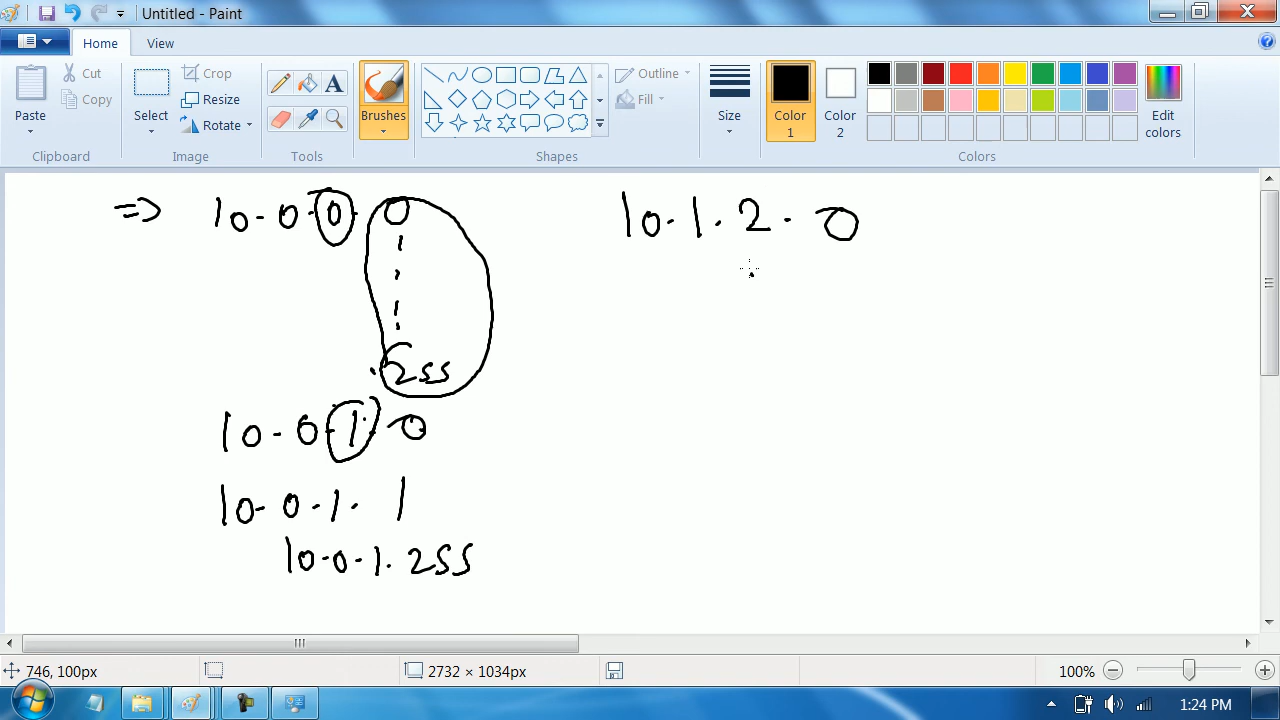 Untitled - Paint
Home View
Paste
Cut
Copy
Clipboard
Select
Crop
Resize
Rotate
Image
A
Tools
Brushes
Outline
Fill
Shapes
Size
Color 1
Color 2
Edit colors
Colors
=> 10.0.0.0
.255
10.0.1.0
10.0.1.1
10.0.1.255
10.1.2.0
746, 100px
2732 × 1034px
100%
1:24 PM